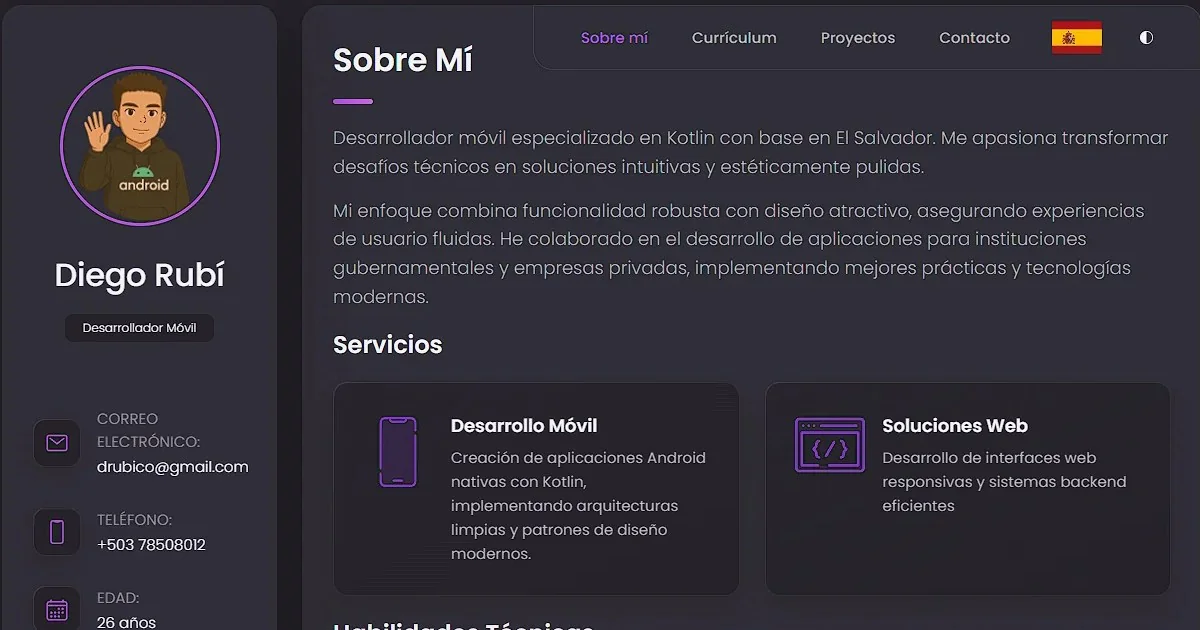 android
Diego Rubí
Desarrollador Móvil
CORREO
ELECTRÓNICO:
drubico@gmail.com
TELÉFONO:
+503 78508012
EDAD:
26 años
Sobre mí
Currículum
Proyectos
Contacto
Sobre Mí
Desarrollador móvil especializado en Kotlin con base en El Salvador. Me apasiona transformar
desafíos técnicos en soluciones intuitivas y estéticamente pulidas.
Mi enfoque combina funcionalidad robusta con diseño atractivo, asegurando experiencias
de usuario fluidas. He colaborado en el desarrollo de aplicaciones para instituciones
gubernamentales y empresas privadas, implementando mejores prácticas y tecnologías
modernas.
Servicios
Desarrollo Móvil
Creación de aplicaciones Android
nativas con Kotlin,
implementando arquitecturas
limpias y patrones de diseño
modernos.
Soluciones Web
Desarrollo de interfaces web
responsivas y sistemas backend
eficientes
Habilidades Técnicas